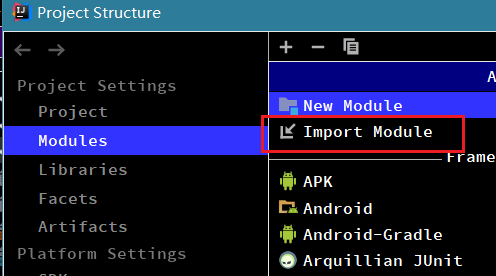 Project Structure
Project Settings
Project
Modules
Libraries
Facets
Artifacts
Platform Settings
A
New Module
Import Module
Frame
APK
Android
Android-Gradle
Arquillian JUnit